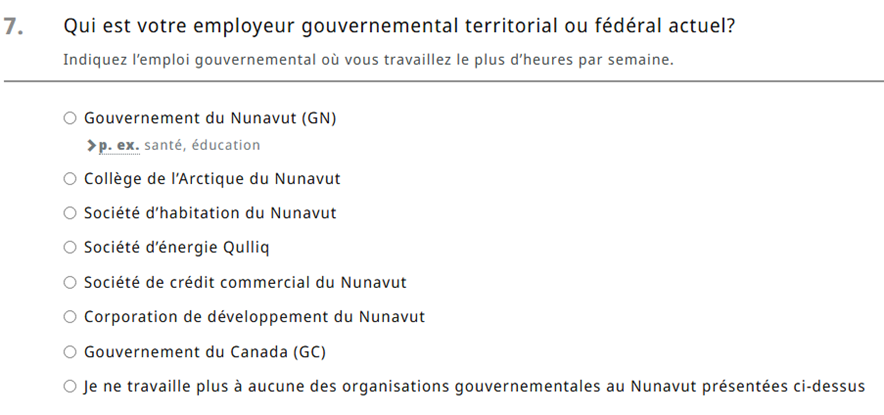 7. Qui est votre employeur gouvernemental territorial ou fédéral actuel?
Indiquez l’emploi gouvernemental où vous travaillez le plus d’heures par semaine.
Gouvernement du Nunavut (GN)
p. ex. santé, éducation
Collège de l’Arctique du Nunavut
Société d’habitation du Nunavut
Société d’énergie Qulliq
Société de crédit commercial du Nunavut
Corporation de développement du Nunavut
Gouvernement du Canada (GC)
Je ne travaille plus à aucune des organisations gouvernementales au Nunavut présentées ci-dessus